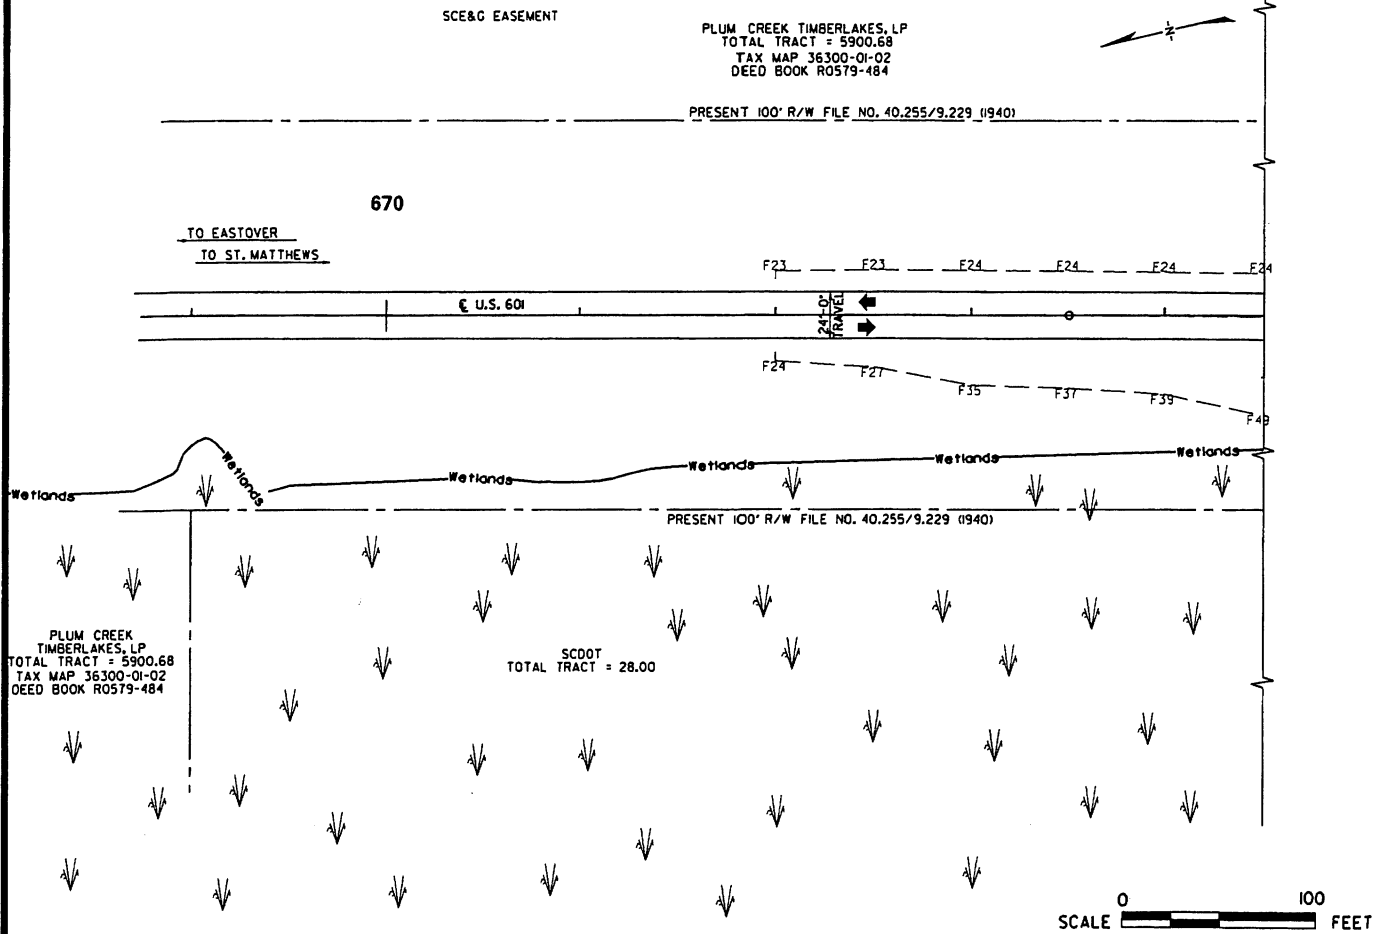 SCE&G EASEMENT
PLUM CREEK TIMBERLAKES, LP
TOTAL TRACT = 5900.68
TAX MAP 36300-01-02
DEED BOOK R0579-484
N
PRESENT 100' R/W FILE NO. 40.255/9.229 (1940)
670
TO EASTOVER
TO ST. MATTHEWS
F23 F23 F24 F24 F24 F24
℄ U.S. 601
24'-0"
TRAVEL
F24 F27 F35 F37 F39 F49
Wetlands Wetlands Wetlands Wetlands Wetlands Wetlands
PRESENT 100' R/W FILE NO. 40.255/9.229 (1940)
PLUM CREEK
TIMBERLAKES, LP
TOTAL TRACT = 5900.68
TAX MAP 36300-01-02
DEED BOOK R0579-484
SCDOT
TOTAL TRACT = 28.00
0 100
SCALE FEET